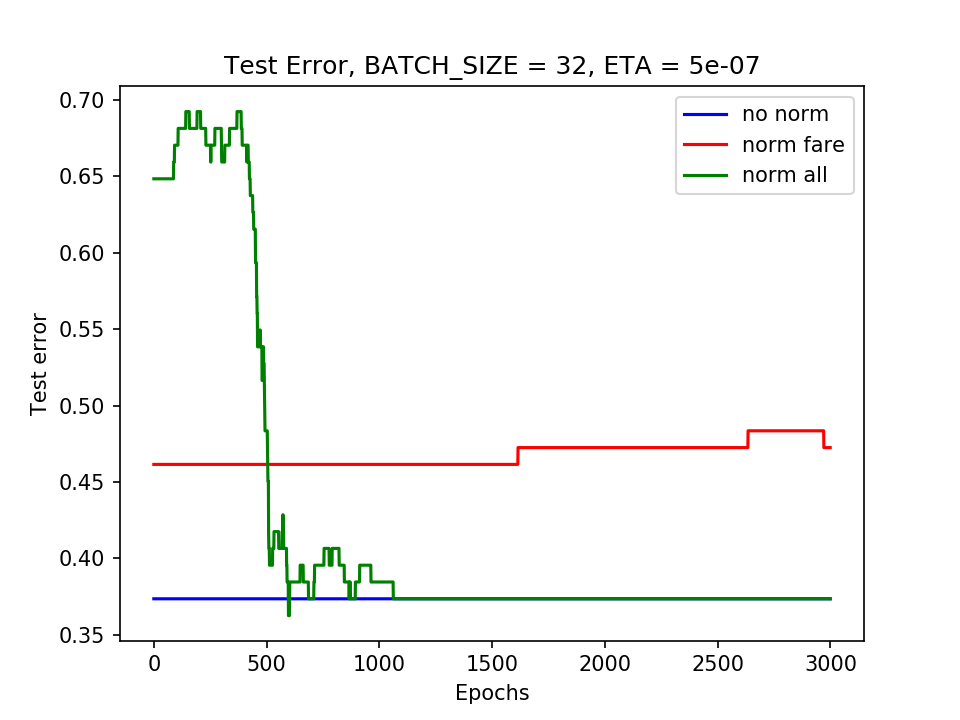 Test Error, BATCH_SIZE = 32, ETA = 5e-07
no norm
norm fare
norm all
Test error
0.70
0.65
0.60
0.55
0.50
0.45
0.40
0.35
0 500 1000 1500 2000 2500 3000
Epochs